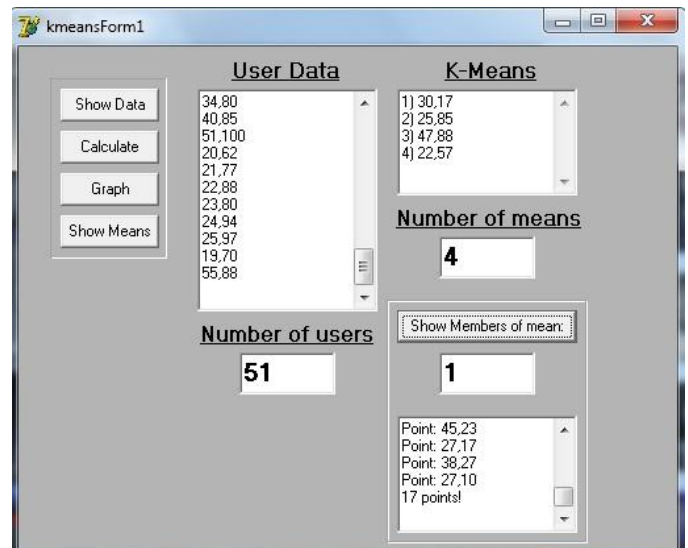 kmeansForm1
Show Data
Calculate
Graph
Show Means
User Data
34,80
40,85
51,100
20,62
21,77
22,88
23,80
24,94
25,97
19,70
55,88
Number of users
51
K-Means
1) 30,17
2) 25,85
3) 47,88
4) 22,57
Number of means
4
Show Members of mean:
1
Point: 45,23
Point: 27,17
Point: 38,27
Point: 27,10
17 points!